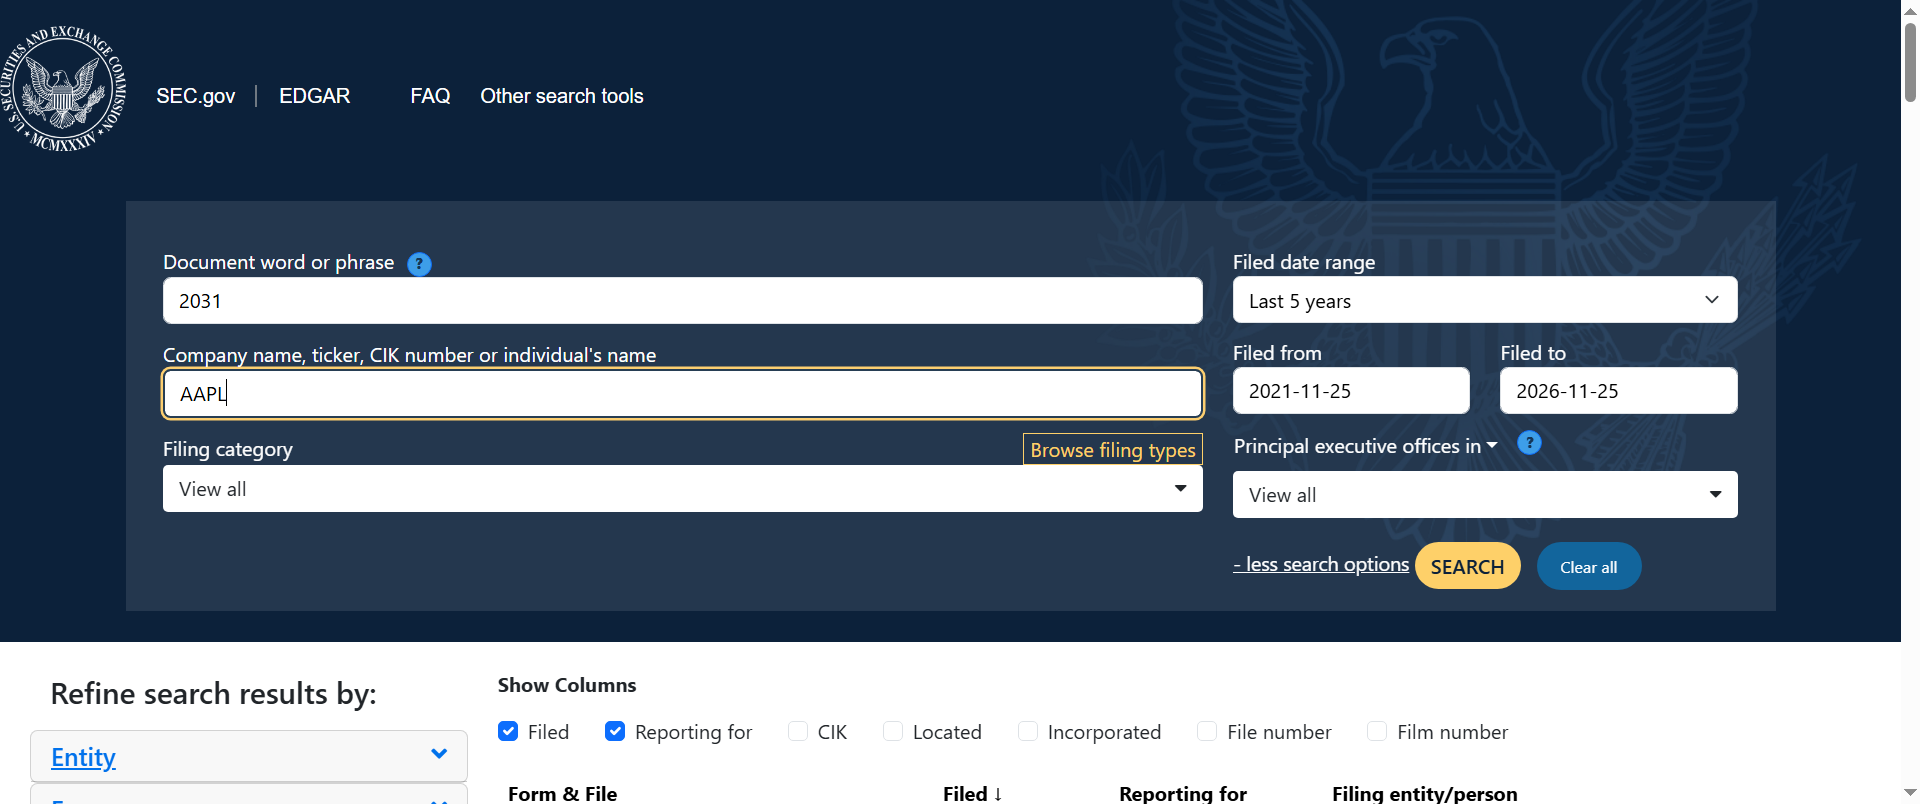 U.S. SECURITIES AND EXCHANGE COMMISSION
MCMXXXIV
SEC.gov
EDGAR
FAQ
Other search tools
Document word or phrase ?
2031
Company name, ticker, CIK number or individual's name
AAPL
Filing category
Browse filing types
View all
Filed date range
Last 5 years
Filed from
Filed to
2021-11-25
2026-11-25
Principal executive offices in ?
View all
- less search options
SEARCH
Clear all
Refine search results by:
Entity
Show Columns
Filed
Reporting for
CIK
Located
Incorporated
File number
Film number
Form & File
Filed ↓
Reporting for
Filing entity/person